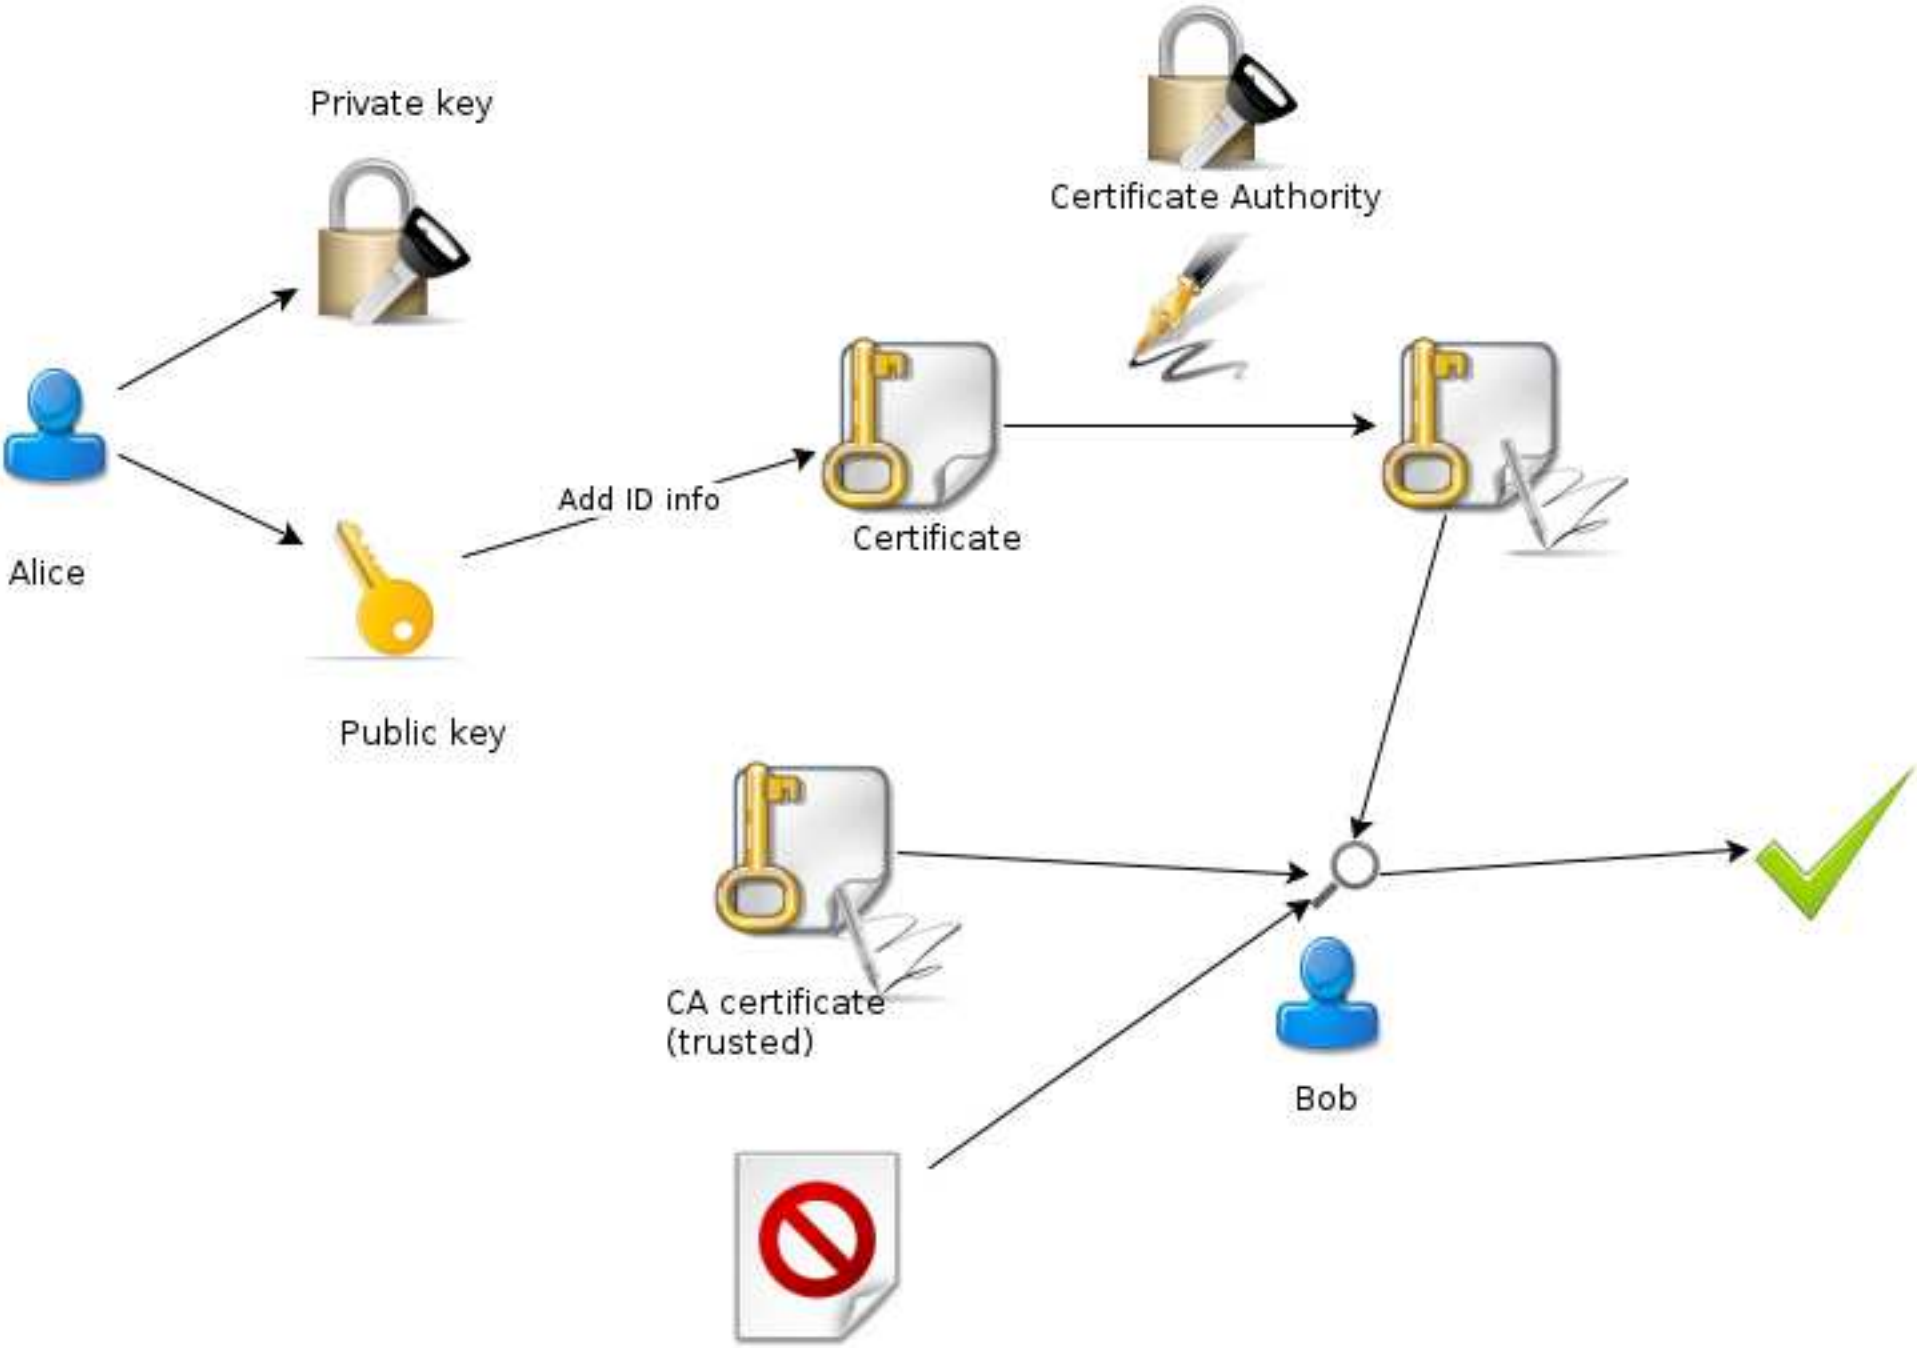 Private key
Certificate Authority
Add ID info
Certificate
Alice
Public key
CA certificate
(trusted)
Bob